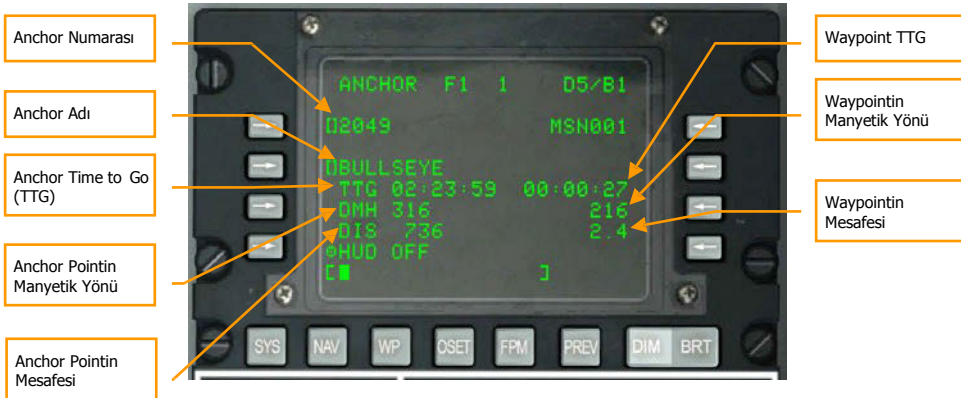 Anchor Numarası
Anchor Adı
Anchor Time to Go
(TTG)
Anchor Pointin
Manyetik Yönü
Anchor Pointin
Mesafesi
ANCHOR F1 1 D5/B1
[]2049 MSN001
[]BULLSEYE
TTG 02:23:59 00:00:27
DMH 316 216
DIS 736 2.4
HUD OFF
[ ]
SYS NAV WP OSET FPM PREV DIM BRT
Waypoint TTG
Waypointin
Manyetik Yönü
Waypointin
Mesafesi